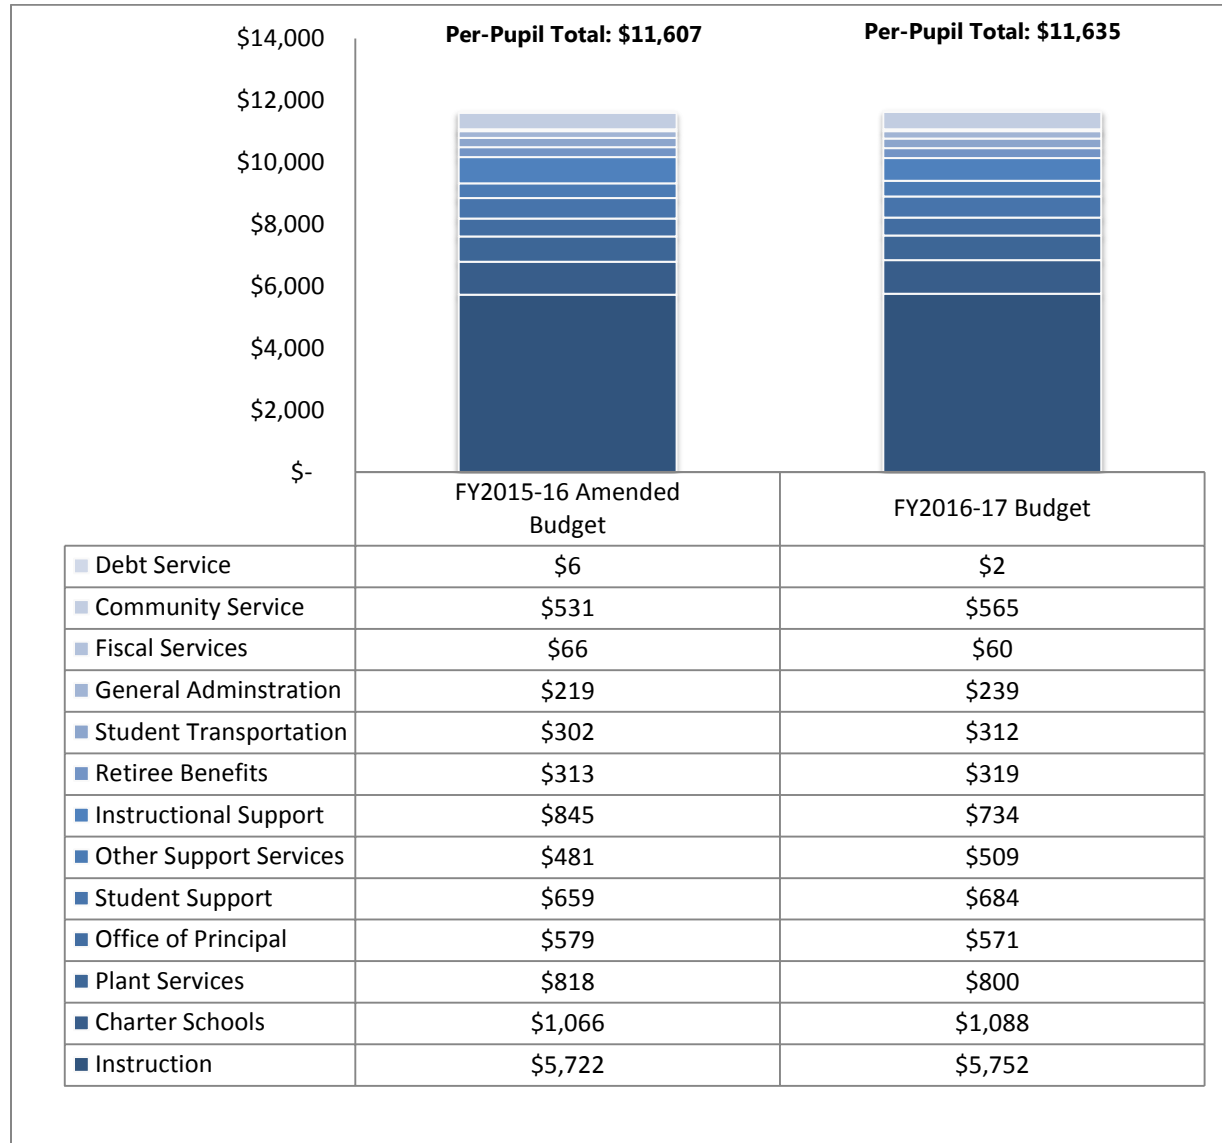 Per-Pupil Total: $11,607 Per-Pupil Total: $11,635
$14,000
$12,000
$10,000
$8,000
$6,000
$4,000
$2,000
$-
FY2015-16 Amended
Budget
FY2016-17 Budget
Debt Service $6 $2
Community Service $531 $565
Fiscal Services $66 $60
General Adminstration $219 $239
Student Transportation $302 $312
Retiree Benefits $313 $319
Instructional Support $845 $734
Other Support Services $481 $509
Student Support $659 $684
Office of Principal $579 $571
Plant Services $818 $800
Charter Schools $1,066 $1,088
Instruction $5,722 $5,752